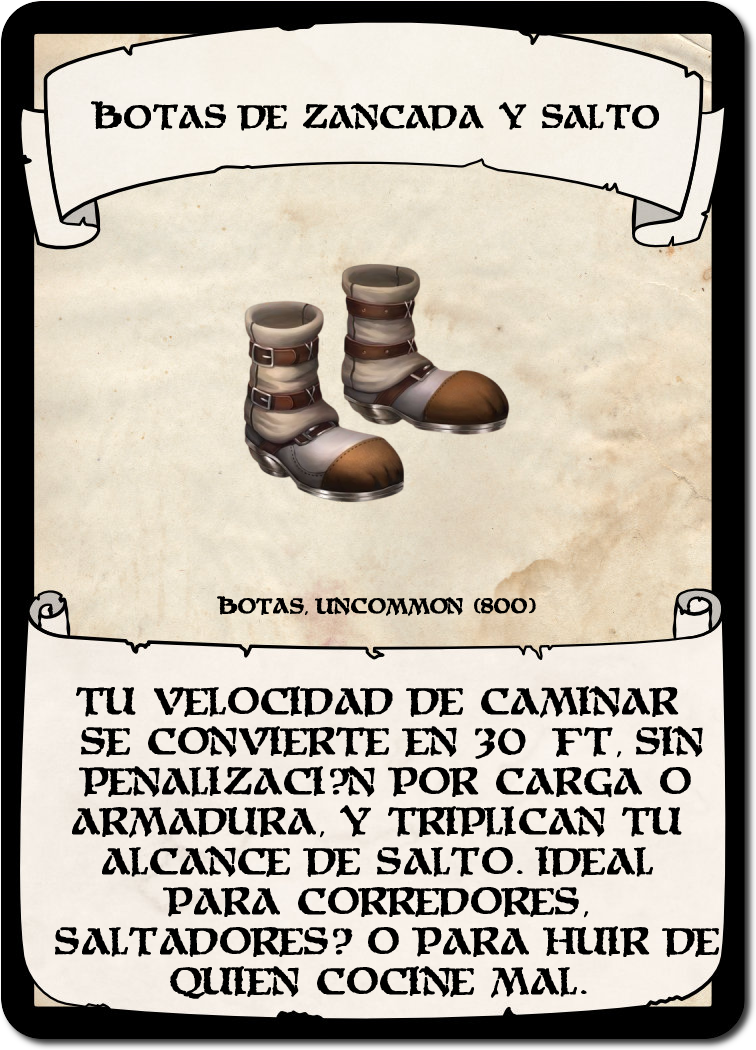 BOTAS DE ZANCADA Y SALTO
BOTAS, UNCOMMON (800)
TU VELOCIDAD DE CAMINAR
SE CONVIERTE EN 30 FT, SIN
PENALIZACI?N POR CARGA O
ARMADURA, Y TRIPLICAN TU
ALCANCE DE SALTO. IDEAL
PARA CORREDORES,
SALTADORES? O PARA HUIR DE
QUIEN COCINE MAL.